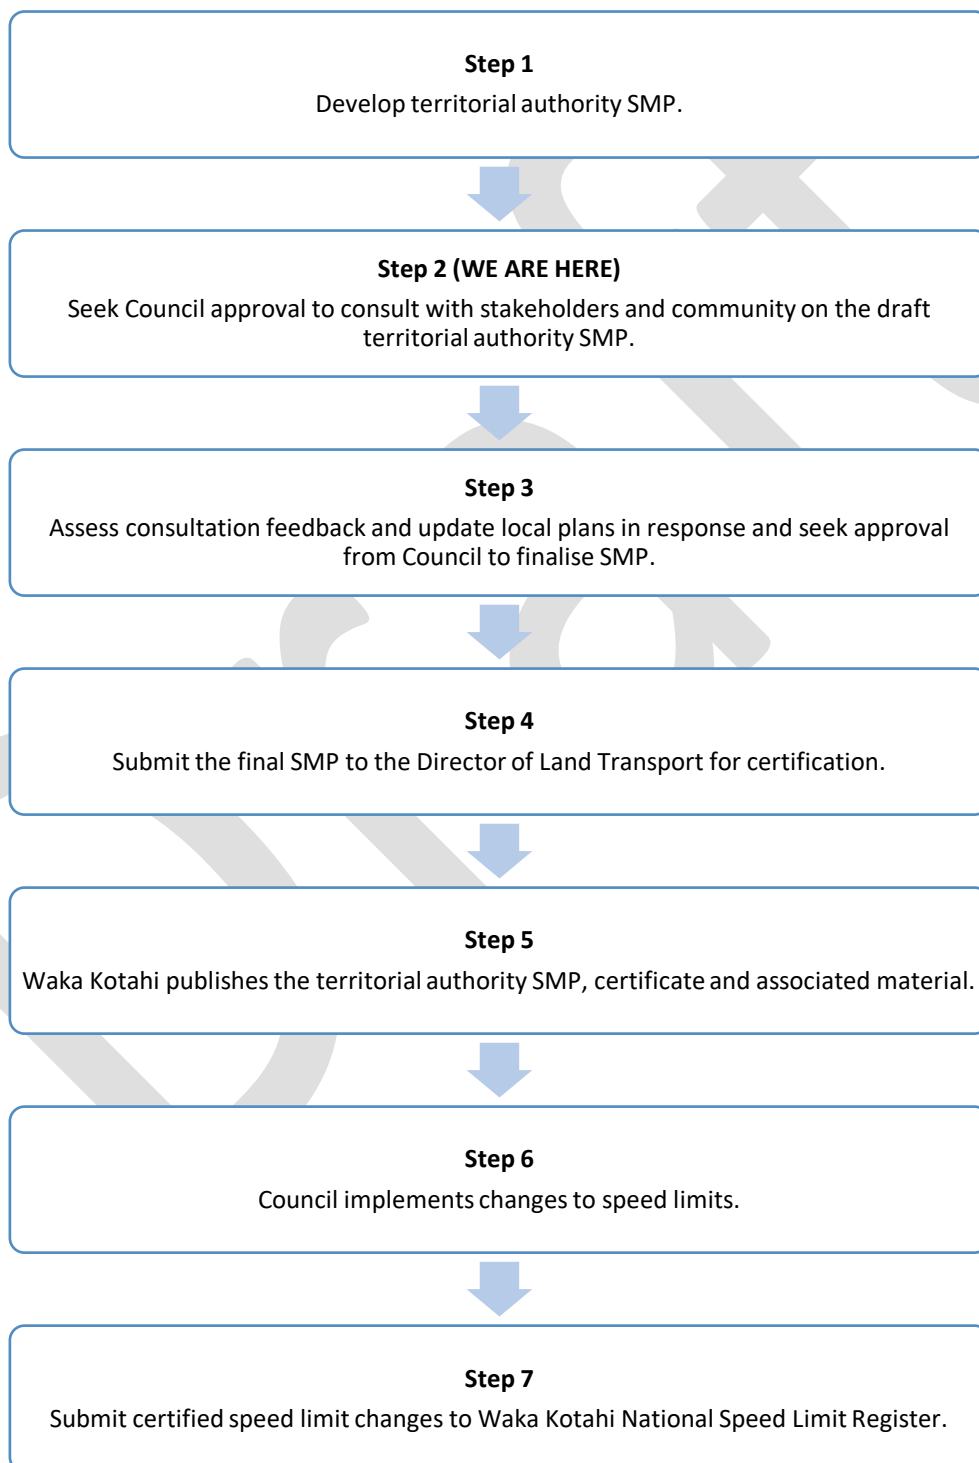 Step 1
Develop territorial authority SMP.
Step 2 (WE ARE HERE)
Seek Council approval to consult with stakeholders and community on the draft
territorial authority SMP.
Step 3
Assess consultation feedback and update local plans in response and seek approval
from Council to finalise SMP.
Step 4
Submit the final SMP to the Director of Land Transport for certification.
Step 5
Waka Kotahi publishes the territorial authority SMP, certificate and associated material.
Step 6
Council implements changes to speed limits.
Step 7
Submit certified speed limit changes to Waka Kotahi National Speed Limit Register.